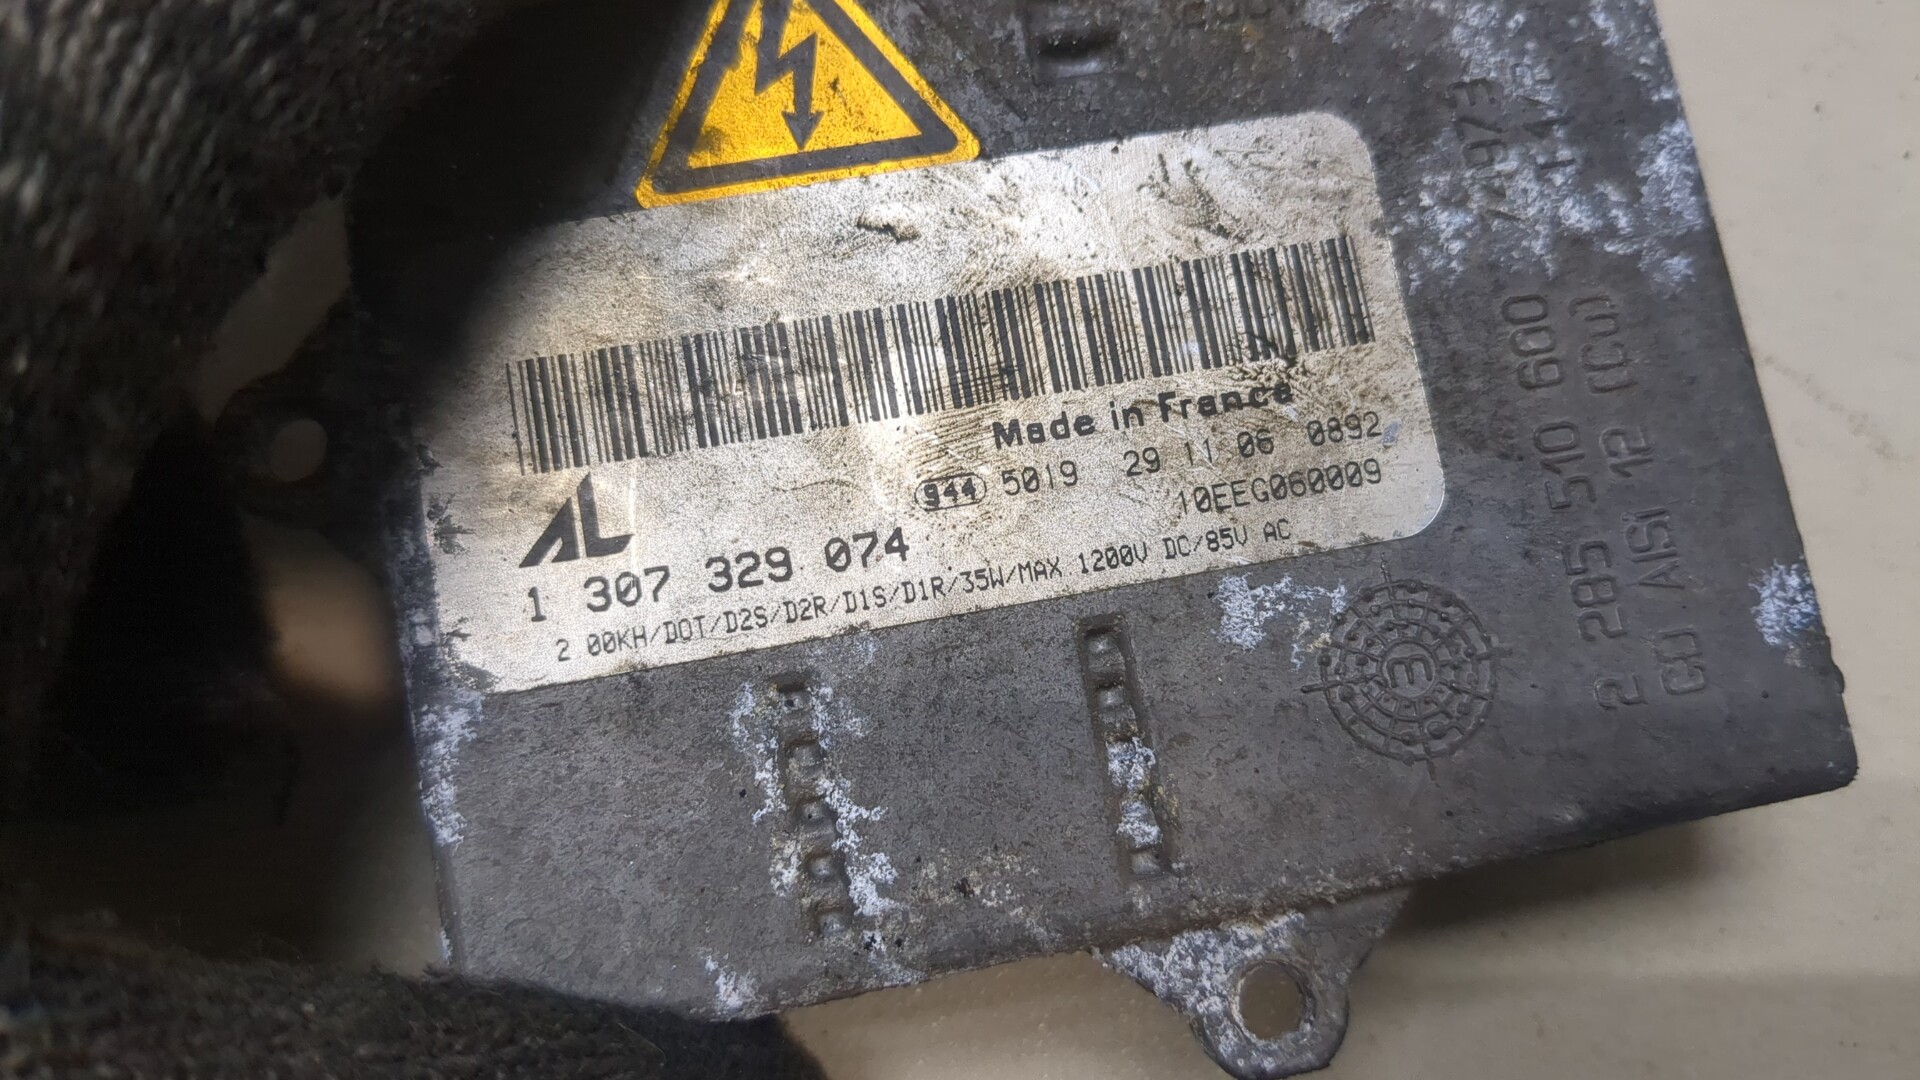 Made in France
944 5019 29 11 06 0892
10EEG060009
AL
1 307 329 074
2 00KH/DOT/D2S/D2R/D1S/D1R/35W/MAX 1200V DC/85V AC
2 285 510 600
GD AlSi 12 (Cu)
3